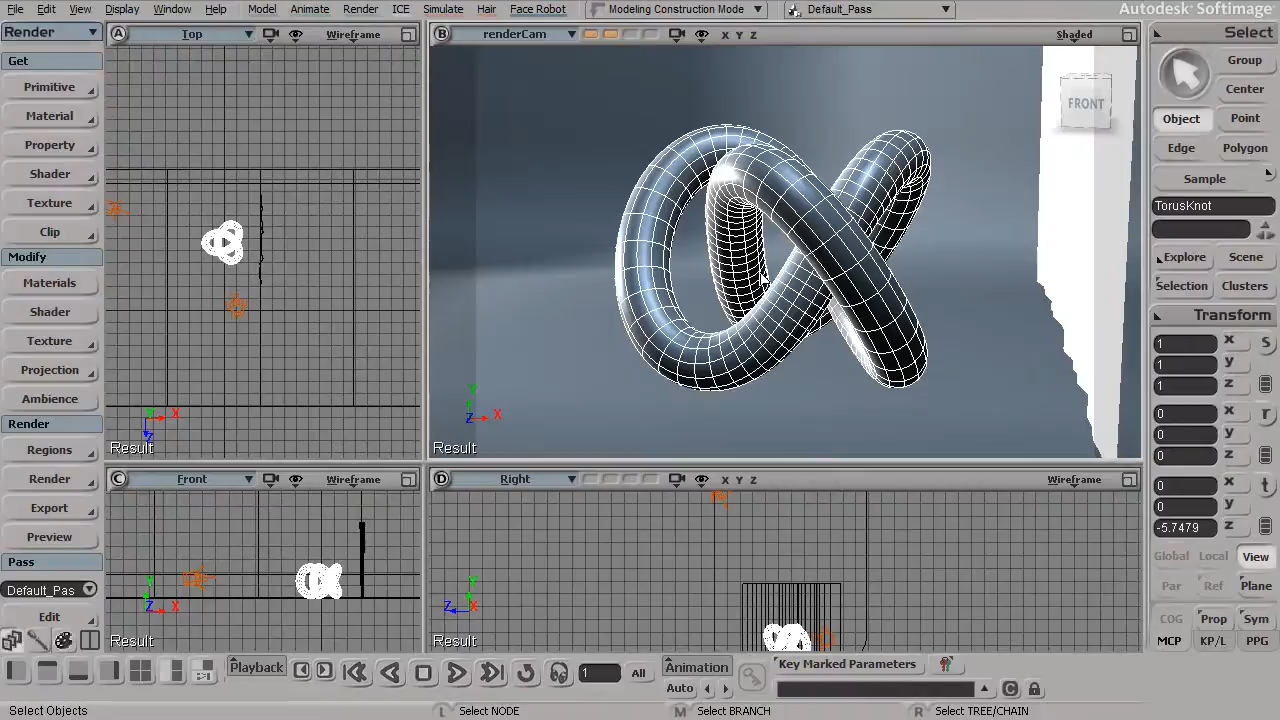 File Edit View Display Window Help Model Animate Render ICE Simulate Hair Face Robot Modeling Construction Mode Default_Pass Autodesk Softimage
Render
Get
Primitive
Material
Property
Shader
Texture
Clip
Modify
Materials
Shader
Texture
Projection
Ambience
Render
Regions
Render
Export
Preview
Pass
Default_Pas
Edit
A Top Wireframe
Y X
Z
Result
B renderCam X Y Z Shaded
FRONT
Y
Z X
Result
C Front Wireframe
Y
Z X
Result
D Right X Y Z Wireframe
Y
Z X
Result
Select
Group
Center
Object Point
Edge Polygon
Sample
TorusKnot
Explore Scene
Selection Clusters
Transform
1 x s
1 y
1 z
0 x r
0 y
0 z
0 x t
0 y
-5.7479 z
Global Local View
Par Ref Plane
COG Prop Sym
MCP KP/L PPG
Playback 1 All Animation
Auto
Key Marked Parameters
Select Objects L Select NODE M Select BRANCH R Select TREE/CHAIN